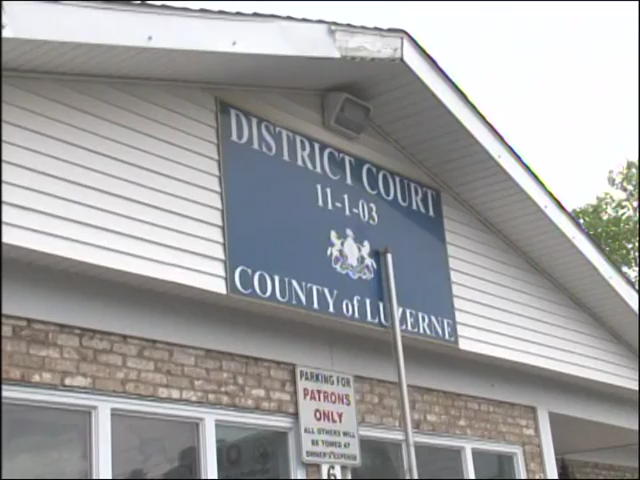 DISTRICT COURT
11-1-03
COUNTY of LUZERNE
PARKING FOR
PATRONS
ONLY
ALL OTHERS WILL
BE TOWED AT
OWNER'S EXPENSE
6